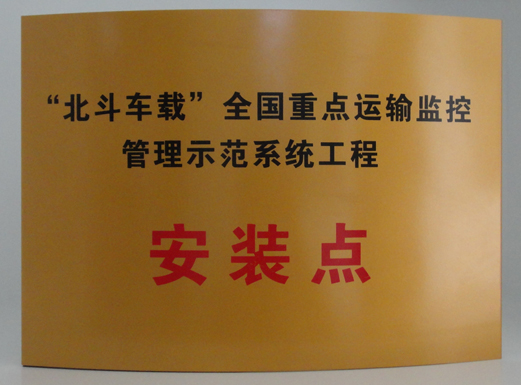 “北斗车载”全国重点运输监控
管理示范系统工程
安装点